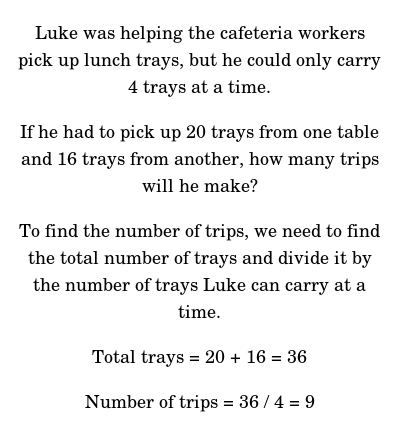 Luke was helping the cafeteria workers
pick up lunch trays, but he could only carry
4 trays at a time.
If he had to pick up 20 trays from one table
and 16 trays from another, how many trips
will he make?
To find the number of trips, we need to find
the total number of trays and divide it by
the number of trays Luke can carry at a
time.
Total trays = 20 + 16 = 36
Number of trips = 36 / 4 = 9